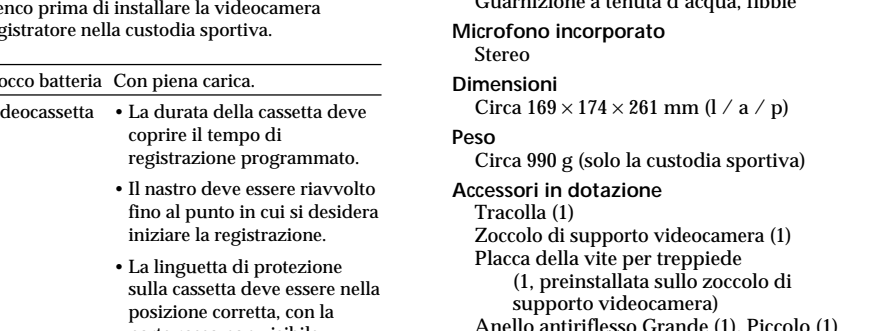 prima di installare la videocamera
nella custodia sportiva.
batteria Con piena carica.
• La durata della cassetta deve
coprire il tempo di
registrazione programmato.
• Il nastro deve essere riavvolto
fino al punto in cui si desidera
iniziare la registrazione.
• La linguetta di protezione
sulla cassetta deve essere nella
posizione corretta, con la
Guarnizione a tenuta d'acqua, fibbie
Microfono incorporato
Stereo
Dimensioni
Circa 169 × 174 × 261 mm (l / a / p)
Peso
Circa 990 g (solo la custodia sportiva)
Accessori in dotazione
Tracolla (1)
Zoccolo di supporto videocamera (1)
Placca della vite per treppiede
(1, preinstallata sullo zoccolo di
supporto videocamera)
Anello antiriflesso Grande (1), Piccolo (1)